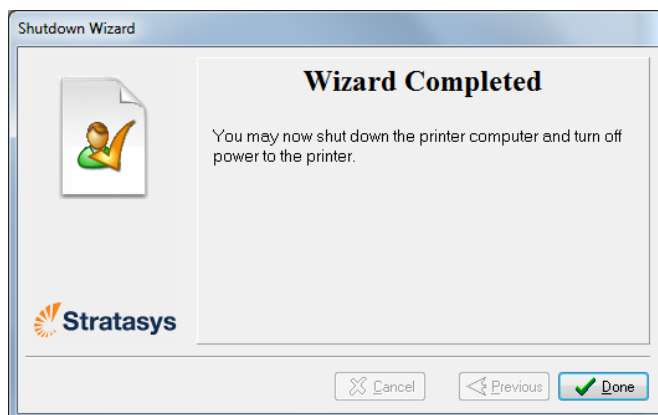 Shutdown Wizard
Wizard Completed
You may now shut down the printer computer and turn off
power to the printer.
Stratasys
Cancel
Previous
Done